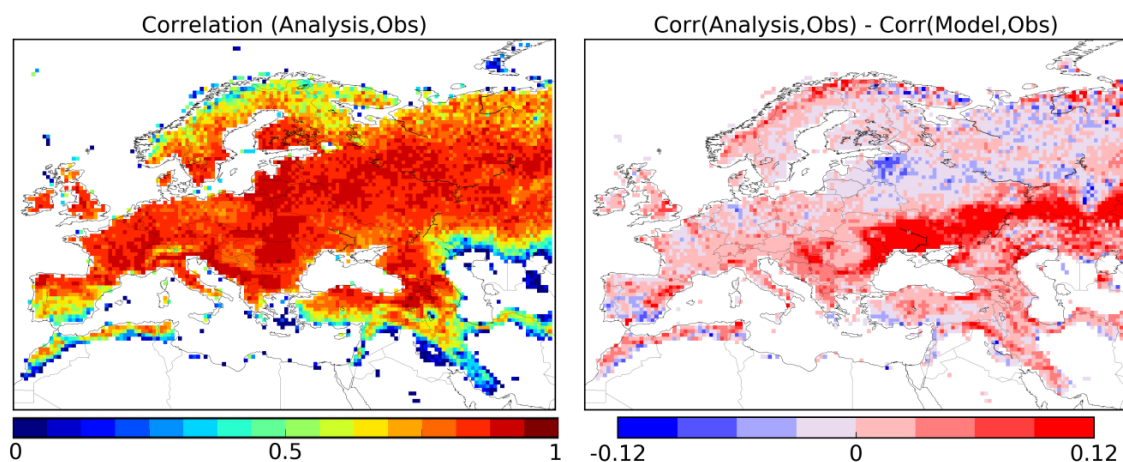 Correlation (Analysis,Obs)
Corr(Analysis,Obs) - Corr(Model,Obs)
0 0.5 1
-0.12 0 0.12